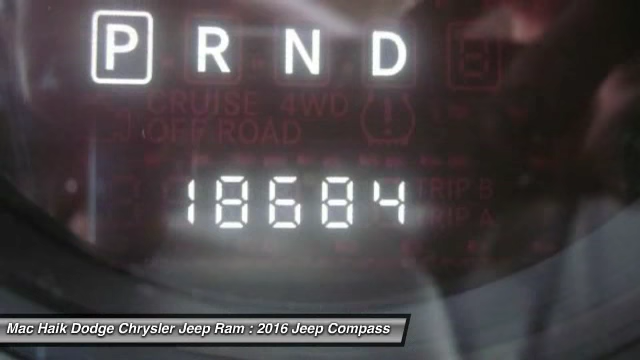 P R N D
CRUISE 4WD
OFF ROAD
18684 TRIP B
TRIP A
Mac Haik Dodge Chrysler Jeep Ram : 2016 Jeep Compass